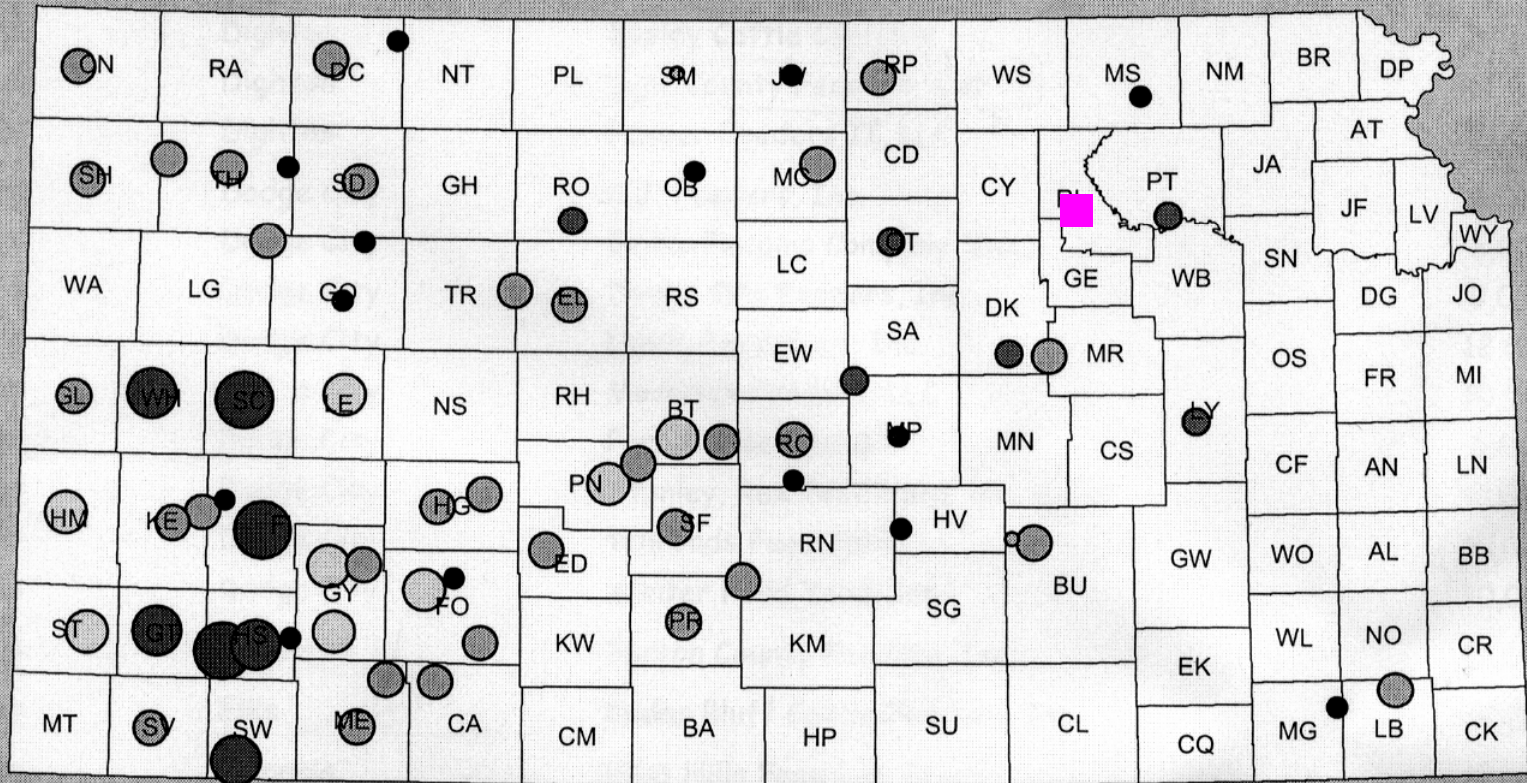 CN RA DC NT PL SM JW RP WS MS NM BR DP
SH TH SD GH RO OB MC CD CY PT JA AT
JF LV WY
WA LG GO TR EL RS LC OT DK GE WB SN DG JO
SA
GL WH SC LE NS RH BT EW RC MP MN MR CS LY OS FR MI
HM KE F HG PN SF RN HV CF AN LN
GY FO ED SG BU GW WO AL BB
ST GT HS KW PR KM EK WL NO CR
MT SV SW ME CA CM BA HP SU CL CQ MG LB CK